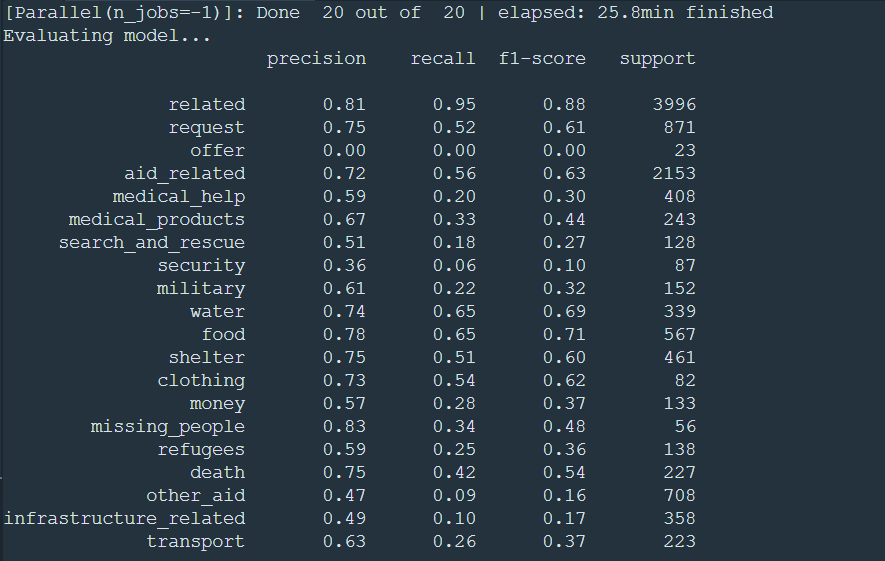 [Parallel(n_jobs=-1)]: Done  20 out of  20 | elapsed: 25.8min finished
Evaluating model...
                        precision    recall  f1-score   support

               related       0.81      0.95      0.88      3996
               request       0.75      0.52      0.61       871
                 offer       0.00      0.00      0.00        23
           aid_related       0.72      0.56      0.63      2153
          medical_help       0.59      0.20      0.30       408
      medical_products       0.67      0.33      0.44       243
     search_and_rescue       0.51      0.18      0.27       128
              security       0.36      0.06      0.10        87
              military       0.61      0.22      0.32       152
                 water       0.74      0.65      0.69       339
                  food       0.78      0.65      0.71       567
               shelter       0.75      0.51      0.60       461
              clothing       0.73      0.54      0.62        82
                 money       0.57      0.28      0.37       133
        missing_people       0.83      0.34      0.48        56
              refugees       0.59      0.25      0.36       138
                 death       0.75      0.42      0.54       227
             other_aid       0.47      0.09      0.16       708
infrastructure_related       0.49      0.10      0.17       358
             transport       0.63      0.26      0.37       223